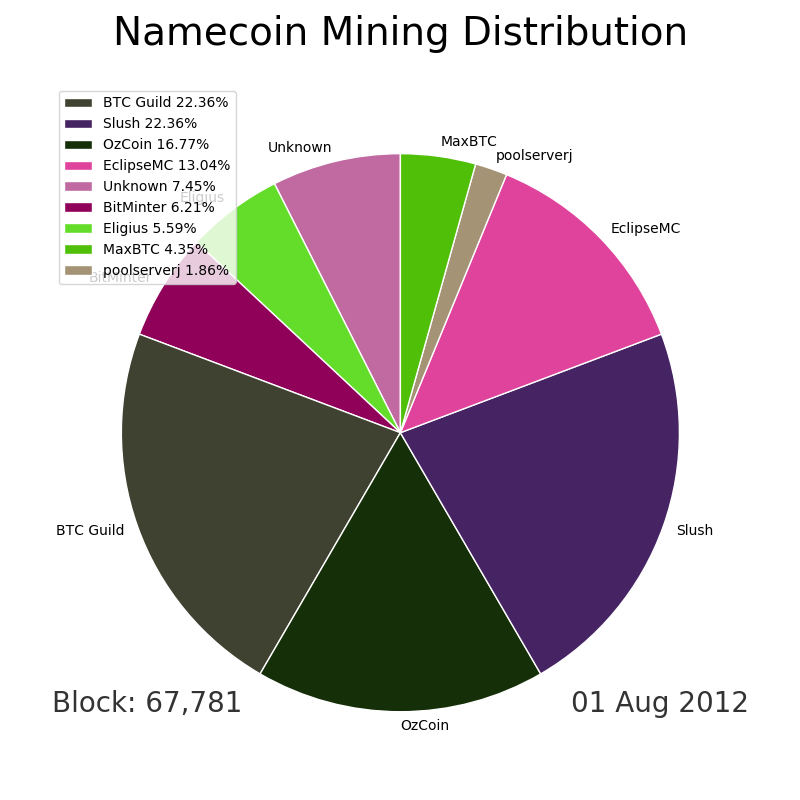 Namecoin Mining Distribution
BTC Guild 22.36%
Slush 22.36%
OzCoin 16.77%
EclipseMC 13.04%
Unknown 7.45%
BitMinter 6.21%
Eligius 5.59%
MaxBTC 4.35%
poolserverj 1.86%
MaxBTC
Unknown
poolserverj
Eligius
EclipseMC
BitMinter
BTC Guild
Slush
OzCoin
Block: 67,781
01 Aug 2012